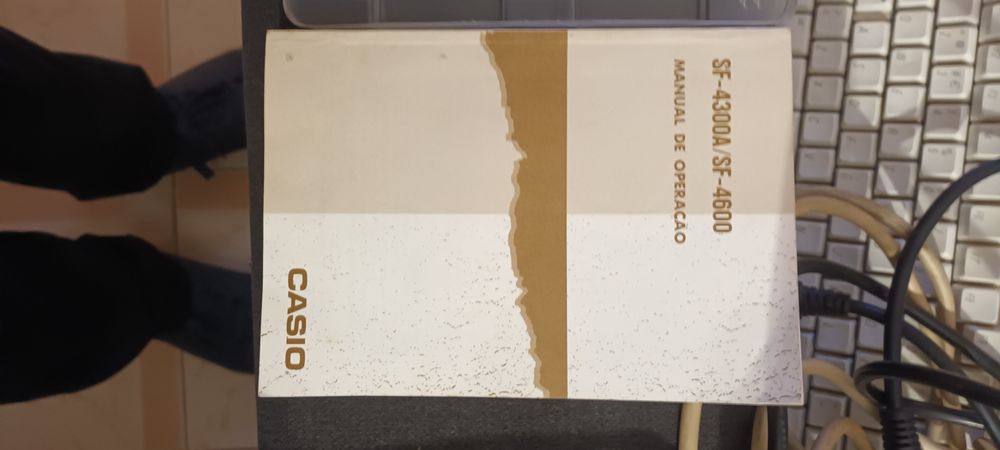 SF-4300A/SF-4600
MANUAL DE OPERAÇÃO
CASIO